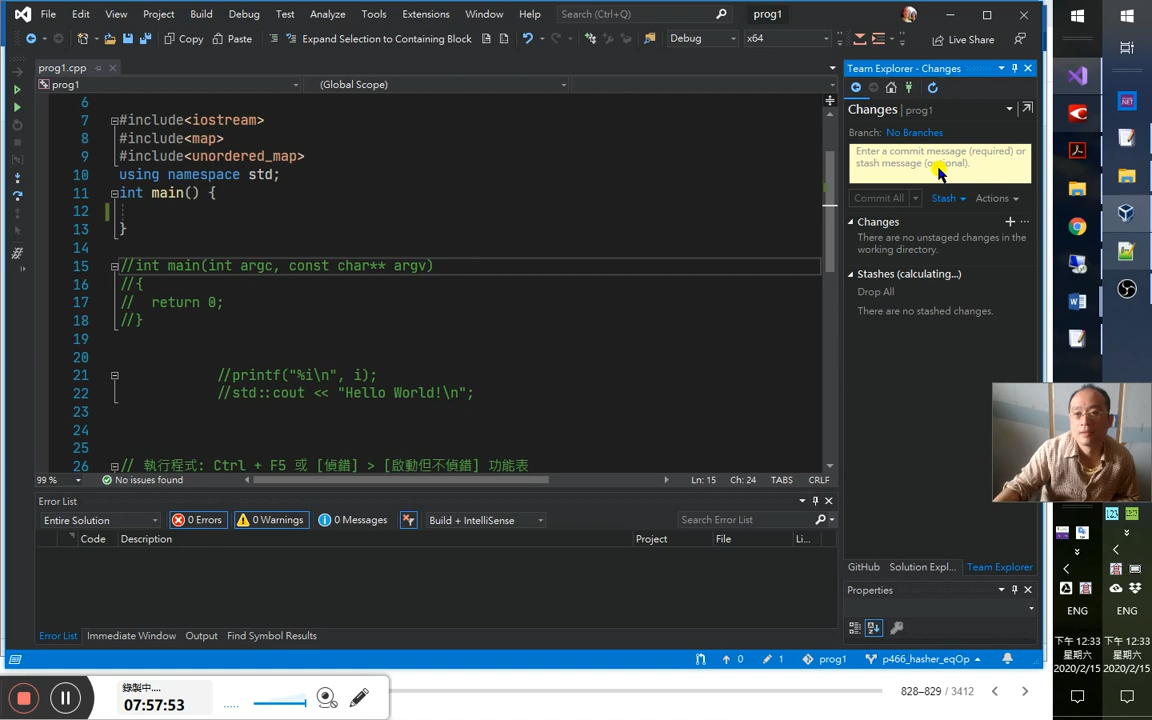 File Edit View Project Build Debug Test Analyze Tools Extensions Window Help Search (Ctrl+Q) prog1
Copy Paste Expand Selection to Containing Block Debug x64 Live Share
prog1.cpp
prog1 (Global Scope)
6
7 #include<iostream>
8 #include<map>
9 #include<unordered_map>
10 using namespace std;
11 int main() {
12
13 }
14
15 //int main(int argc, const char** argv)
16 //{
17 // return 0;
18 //}
19
20
21 //printf("%i\n", i);
22 //std::cout << "Hello World!\n";
23
24
25
26 // 執行程式: Ctrl + F5 或 [偵錯] > [啟動但不偵錯] 功能表
99 % No issues found Ln: 15 Ch: 24 TABS CRLF
Error List
Entire Solution 0 Errors 0 Warnings 0 Messages Build + IntelliSense Search Error List
Code Description Project File Li...
Error List Immediate Window Output Find Symbol Results
Team Explorer - Changes
Changes | prog1
Branch: No Branches
Enter a commit message (required) or
stash message (optional).
Commit All Stash Actions
Changes
There are no unstaged changes in the
working directory.
Stashes (calculating...)
Drop All
There are no stashed changes.
GitHub Solution Expl... Team Explorer
Properties
0 1 prog1 p466_hasher_eqOp
錄製中....
07:57:53
828–829 / 3412
ENG ENG
下午 12:33 下午 12:33
星期六 星期六
2020/2/15 2020/2/15